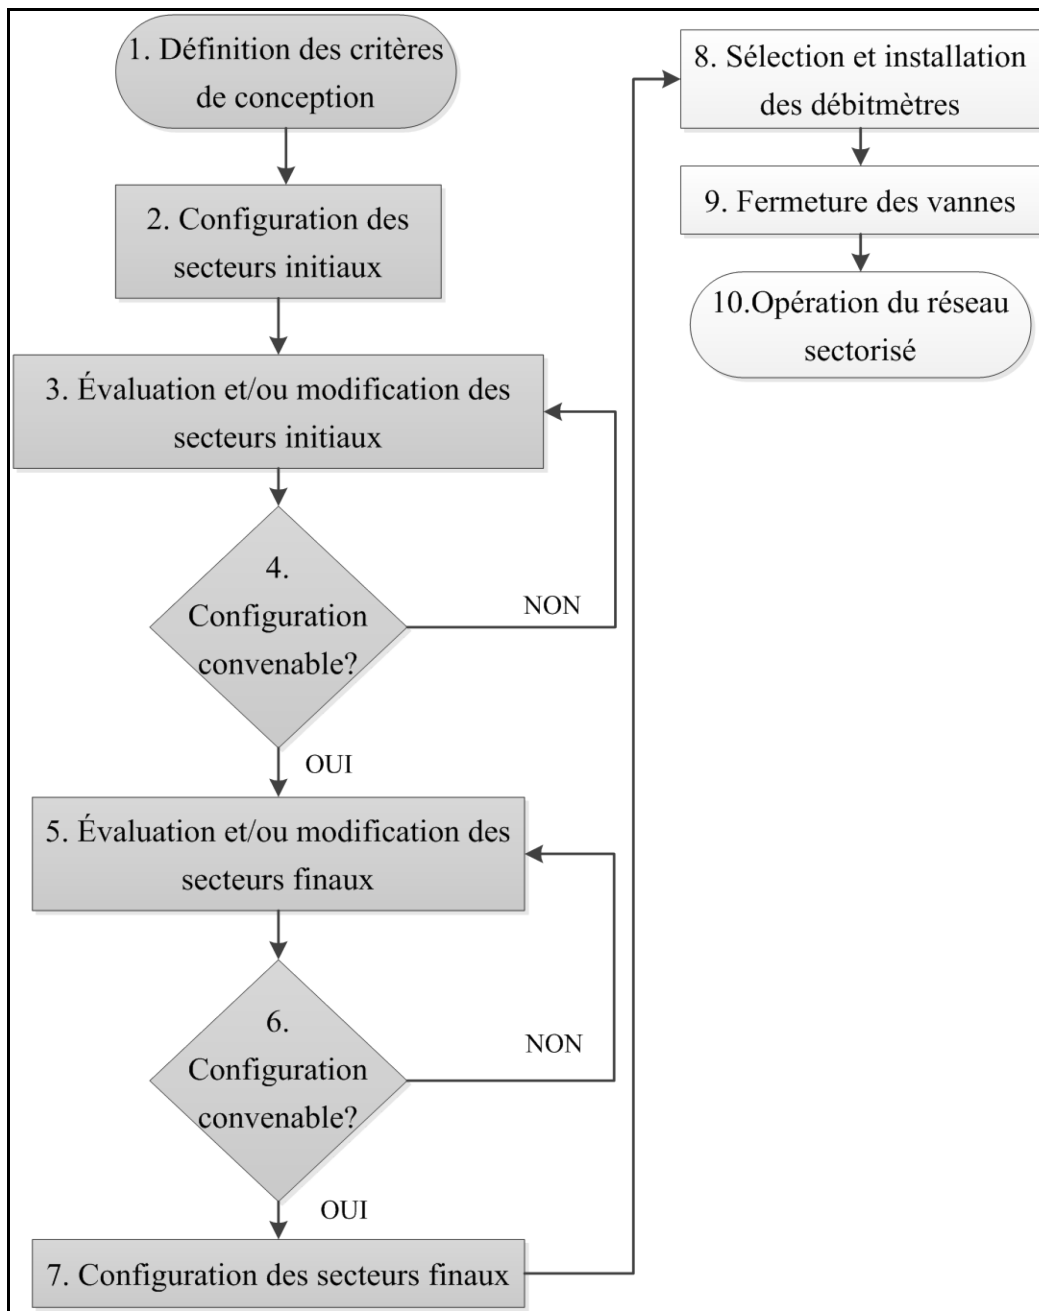 1. Définition des critères
de conception
2. Configuration des
secteurs initiaux
3. Évaluation et/ou modification des
secteurs initiaux
4.
Configuration
convenable?
NON
OUI
5. Évaluation et/ou modification des
secteurs finaux
6.
Configuration
convenable?
NON
OUI
7. Configuration des secteurs finaux
8. Sélection et installation
des débitmètres
9. Fermeture des vannes
10.Opération du réseau
sectorisé